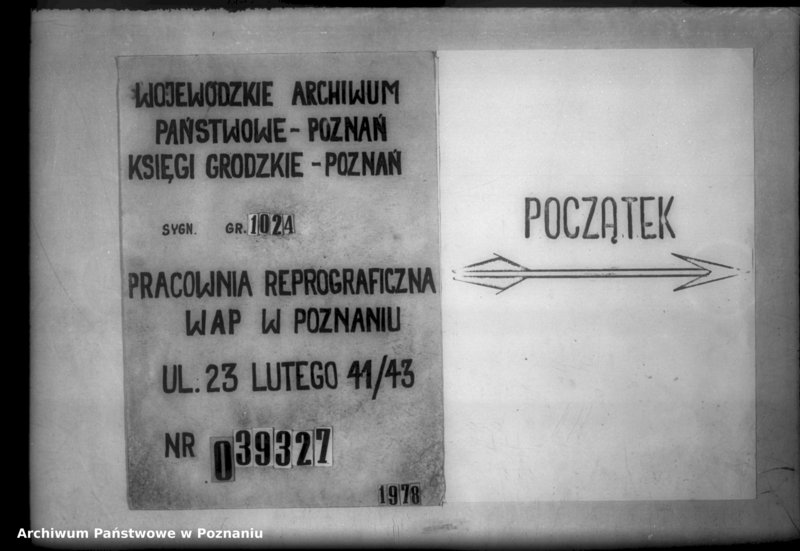 WOJEWÓDZKIE ARCHIWUM
PAŃSTWOWE - POZNAŃ
KSIĘGI GRODZKIE - POZNAŃ
SYGN. GR. 1024
PRACOWNIA REPROGRAFICZNA
WAP W POZNANIU
UL. 23 LUTEGO 41/43
NR 039327
1978
POCZĄTEK
Archiwum Państwowe w Poznaniu